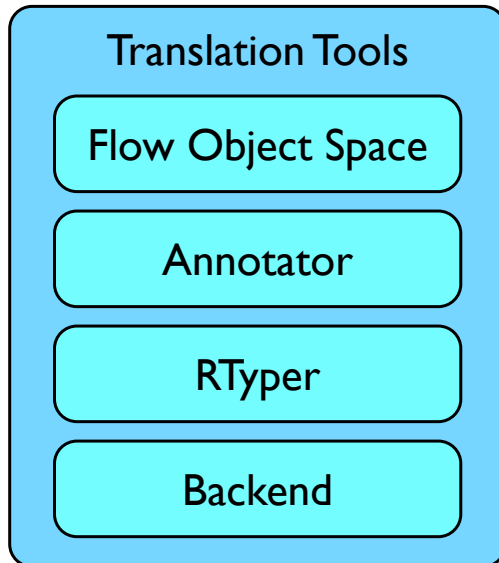 Translation Tools
Flow Object Space
Annotator
RTyper
Backend